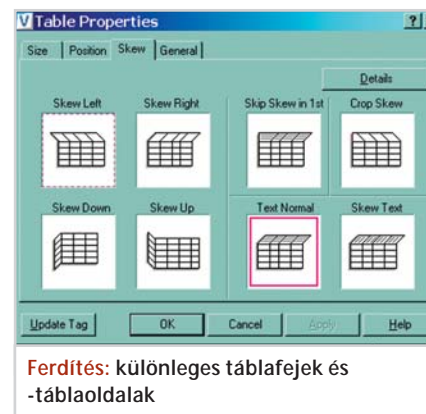 Table Properties
Size Position Skew General
Details
Skew Left Skew Right Skip Skew in 1st Crop Skew
Skew Down Skew Up Text Normal Skew Text
Update Tag OK Cancel Apply Help
Ferdítés: különleges táblafejek és
-táblaoldalak